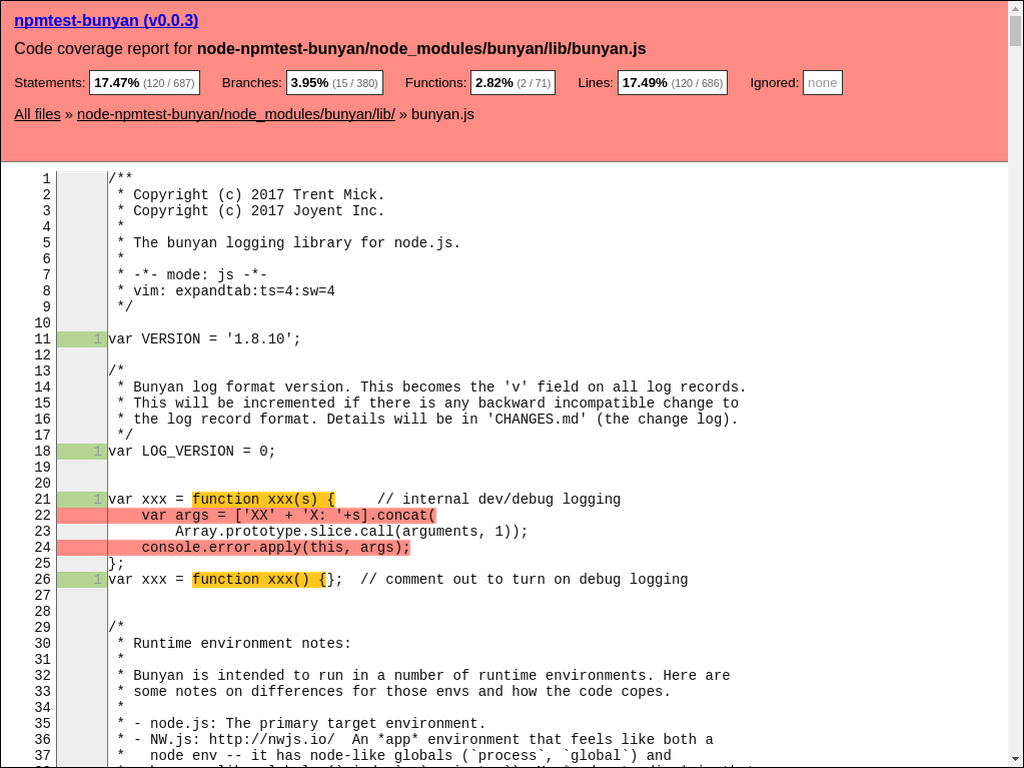 npmtest-bunyan (v0.0.3)
Code coverage report for node-npmtest-bunyan/node_modules/bunyan/lib/bunyan.js
Statements: 17.47% (120 / 687) Branches: 3.95% (15 / 380) Functions: 2.82% (2 / 71) Lines: 17.49% (120 / 686) Ignored: none
All files » node-npmtest-bunyan/node_modules/bunyan/lib/ » bunyan.js
1 /**
2  * Copyright (c) 2017 Trent Mick.
3  * Copyright (c) 2017 Joyent Inc.
4  *
5  * The bunyan logging library for node.js.
6  *
7  * -*- mode: js -*-
8  * vim: expandtab:ts=4:sw=4
9  */
10
11 1 var VERSION = '1.8.10';
12
13 /*
14  * Bunyan log format version. This becomes the 'v' field on all log records.
15  * This will be incremented if there is any backward incompatible change to
16  * the log record format. Details will be in 'CHANGES.md' (the change log).
17  */
18 1 var LOG_VERSION = 0;
19
20
21 1 var xxx = function xxx(s) {     // internal dev/debug logging
22     var args = ['XX' + 'X: '+s].concat(
23         Array.prototype.slice.call(arguments, 1));
24     console.error.apply(this, args);
25 };
26 1 var xxx = function xxx() {};  // comment out to turn on debug logging
27
28
29 /*
30  * Runtime environment notes:
31  *
32  * Bunyan is intended to run in a number of runtime environments. Here are
33  * some notes on differences for those envs and how the code copes.
34  *
35  * - node.js: The primary target environment.
36  * - NW.js: http://nwjs.io/  An *app* environment that feels like both a
37  *   node env -- it has node-like globals (`process`, `global`) and